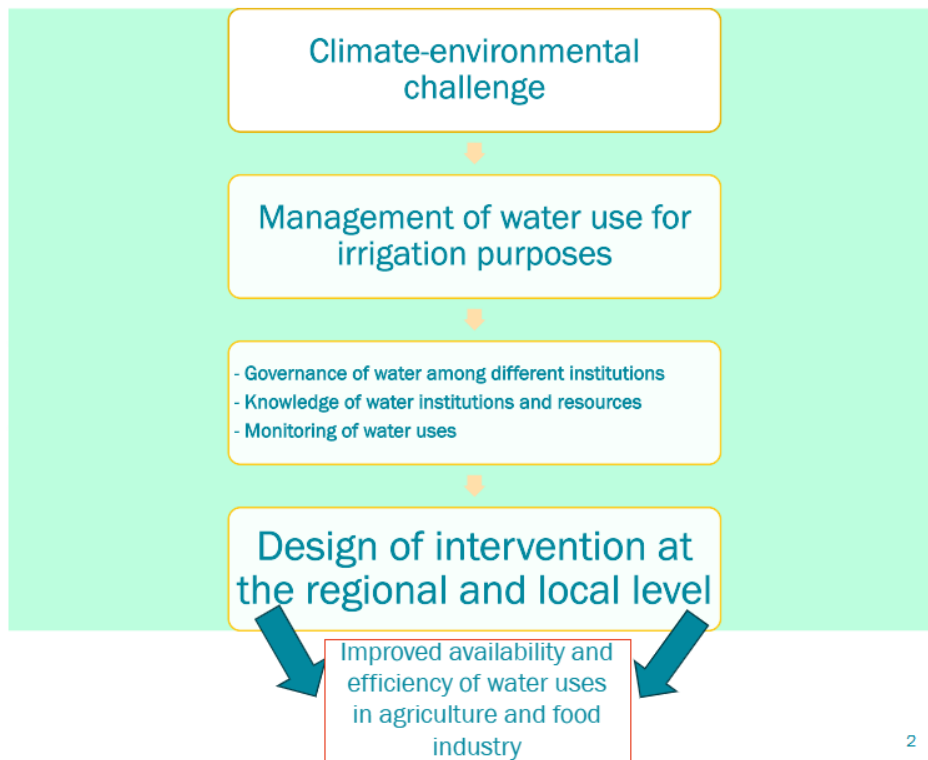 Climate-environmental
challenge
Management of water use for
irrigation purposes
- Governance of water among different institutions
- Knowledge of water institutions and resources
- Monitoring of water uses
Design of intervention at
the regional and local level
Improved availability and
efficiency of water uses
in agriculture and food
industry
2